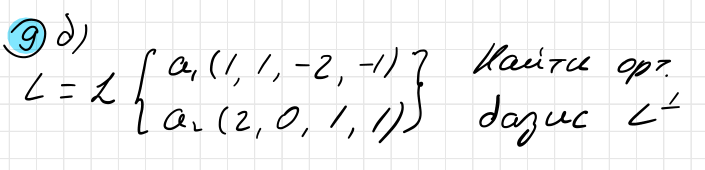 9 б)
L = L { a₁ (1, 1, -2, -1) } Найти орт.
a₂ (2, 0, 1, 1) базис L⊥